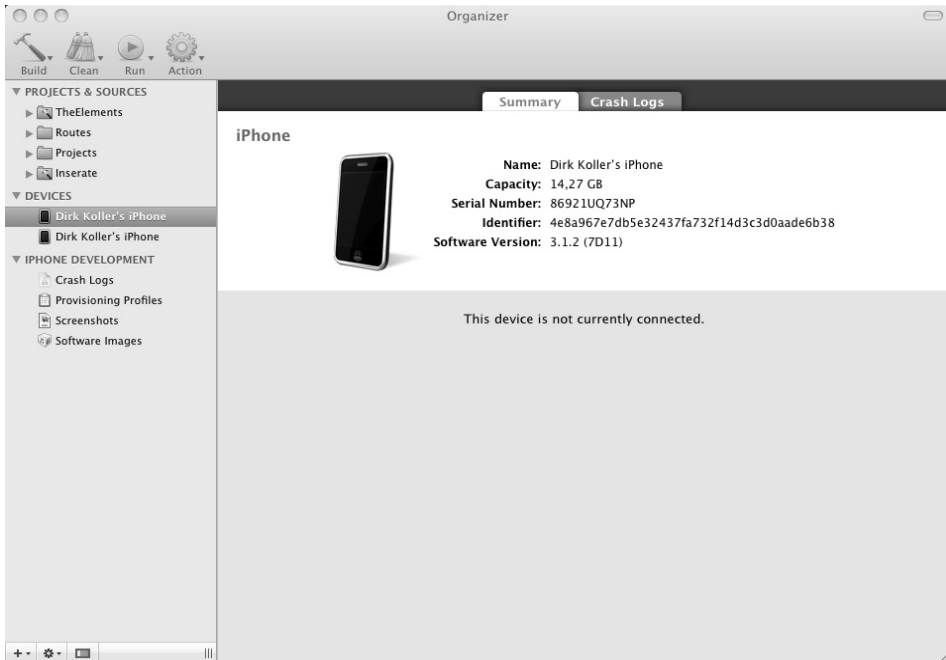 Organizer
Build Clean Run Action
PROJECTS & SOURCES
TheElements
Routes
Projects
Inserate
DEVICES
Dirk Koller's iPhone
Dirk Koller's iPhone
IPHONE DEVELOPMENT
Crash Logs
Provisioning Profiles
Screenshots
Software Images
Summary Crash Logs
iPhone
Name: Dirk Koller's iPhone
Capacity: 14,27 GB
Serial Number: 86921UQ73NP
Identifier: 4e8a967e7db5e32437fa732f14d3c3d0aade6b38
Software Version: 3.1.2 (7D11)
This device is not currently connected.